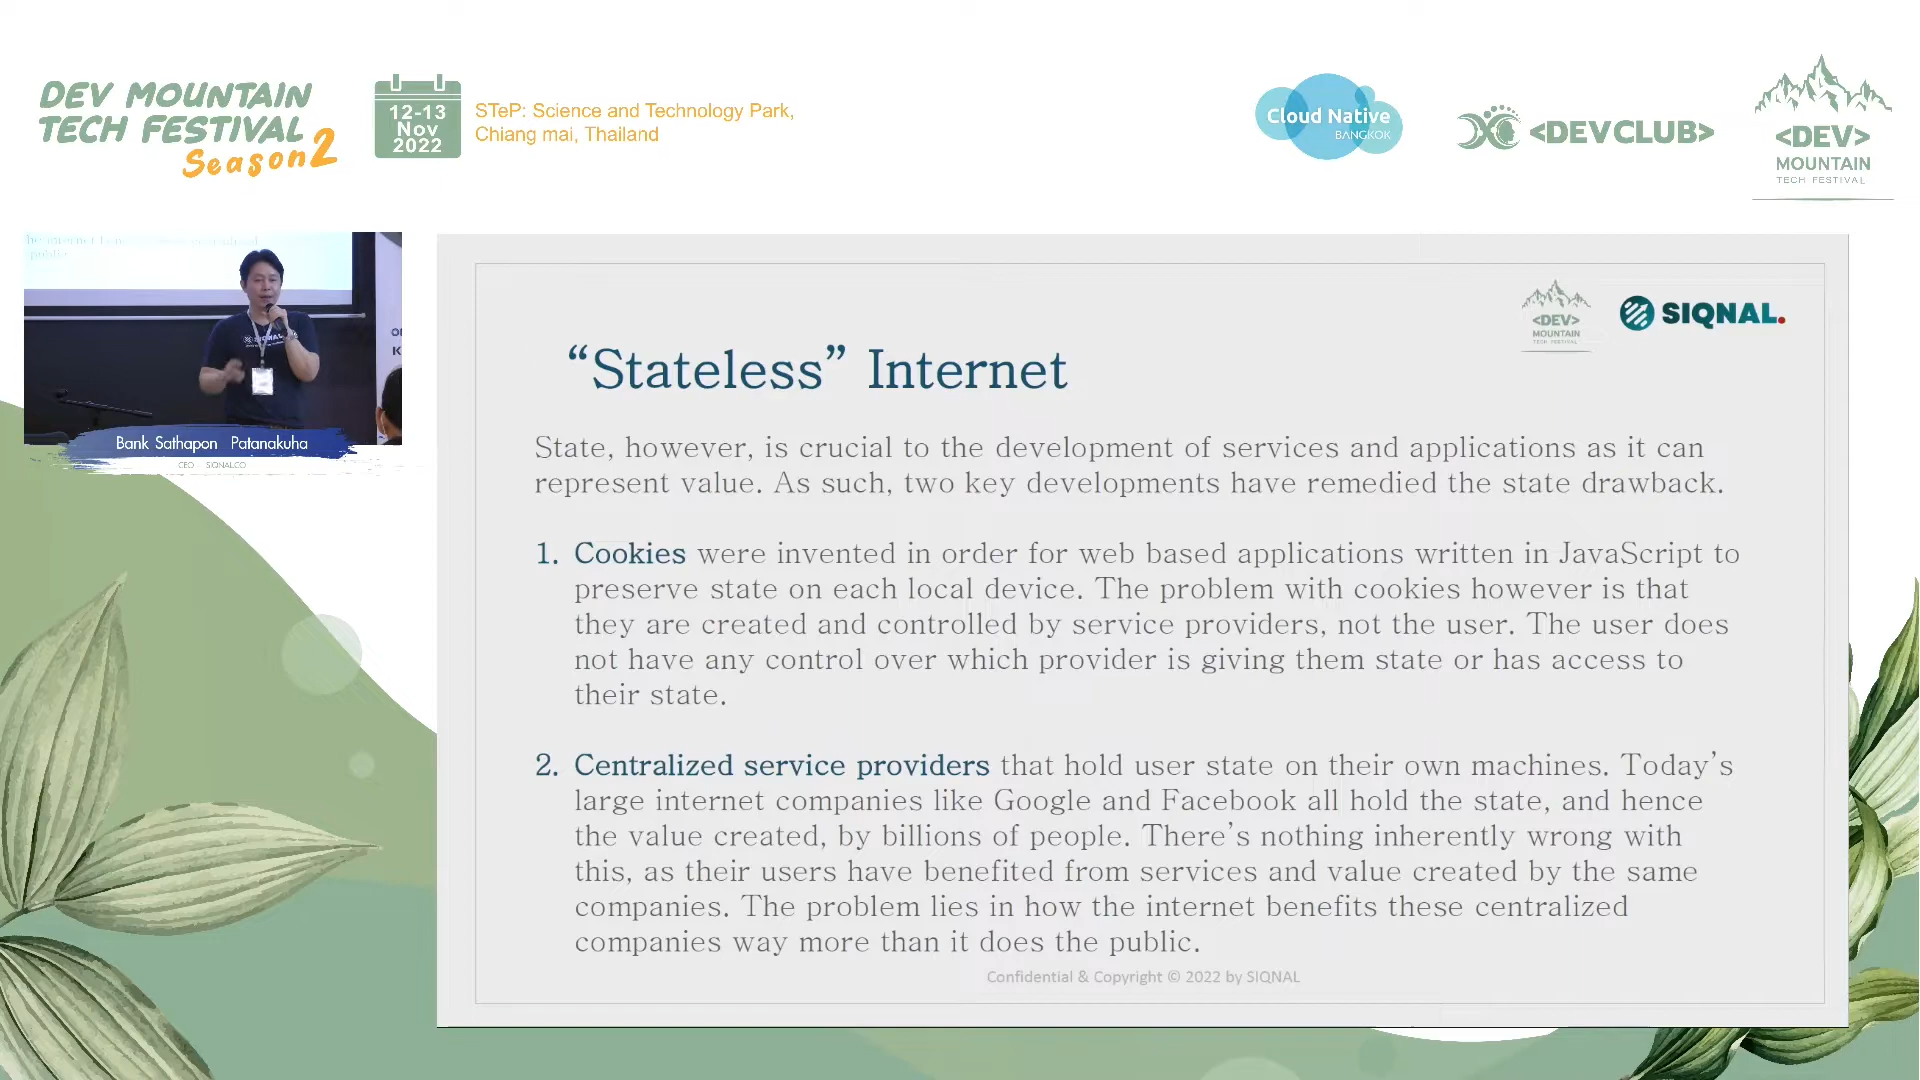 DEV MOUNTAIN
TECH FESTIVAL
Season 2
12-13
Nov
2022
STeP: Science and Technology Park,
Chiang mai, Thailand
Cloud Native
BANGKOK
<DEVCLUB>
<DEV>
MOUNTAIN
TECH FESTIVAL
SIQNAL
Bank Sathapon Patanakuha
CEO - SIQNAL.CO
<DEV>
MOUNTAIN
TECH FESTIVAL
SIQNAL.
“Stateless” Internet
State, however, is crucial to the development of services and applications as it can
represent value. As such, two key developments have remedied the state drawback.
1. Cookies were invented in order for web based applications written in JavaScript to
preserve state on each local device. The problem with cookies however is that
they are created and controlled by service providers, not the user. The user does
not have any control over which provider is giving them state or has access to
their state.
2. Centralized service providers that hold user state on their own machines. Today’s
large internet companies like Google and Facebook all hold the state, and hence
the value created, by billions of people. There’s nothing inherently wrong with
this, as their users have benefited from services and value created by the same
companies. The problem lies in how the internet benefits these centralized
companies way more than it does the public.
Confidential & Copyright © 2022 by SIQNAL